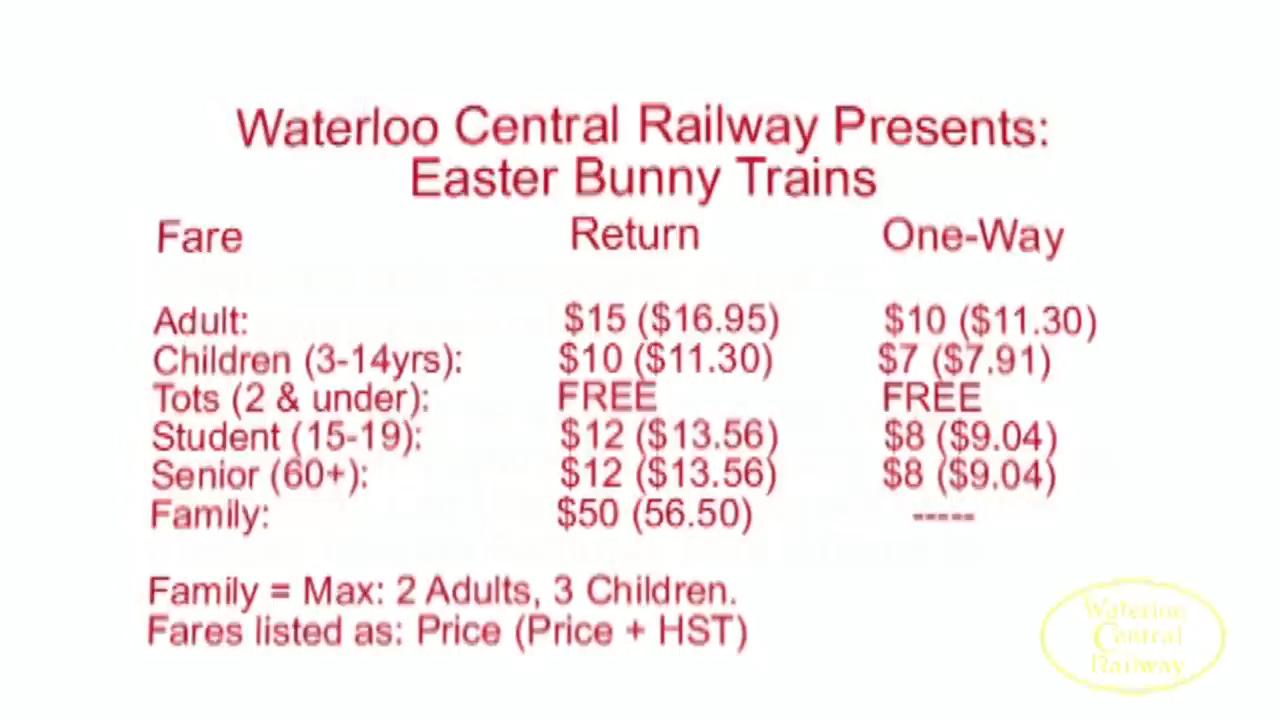 Waterloo Central Railway Presents:
Easter Bunny Trains
Fare Return One-Way
Adult: $15 ($16.95) $10 ($11.30)
Children (3-14yrs): $10 ($11.30) $7 ($7.91)
Tots (2 & under): FREE FREE
Student (15-19): $12 ($13.56) $8 ($9.04)
Senior (60+): $12 ($13.56) $8 ($9.04)
Family: $50 (56.50) -----
Family = Max: 2 Adults, 3 Children.
Fares listed as: Price (Price + HST)
Waterloo
Central
Railway